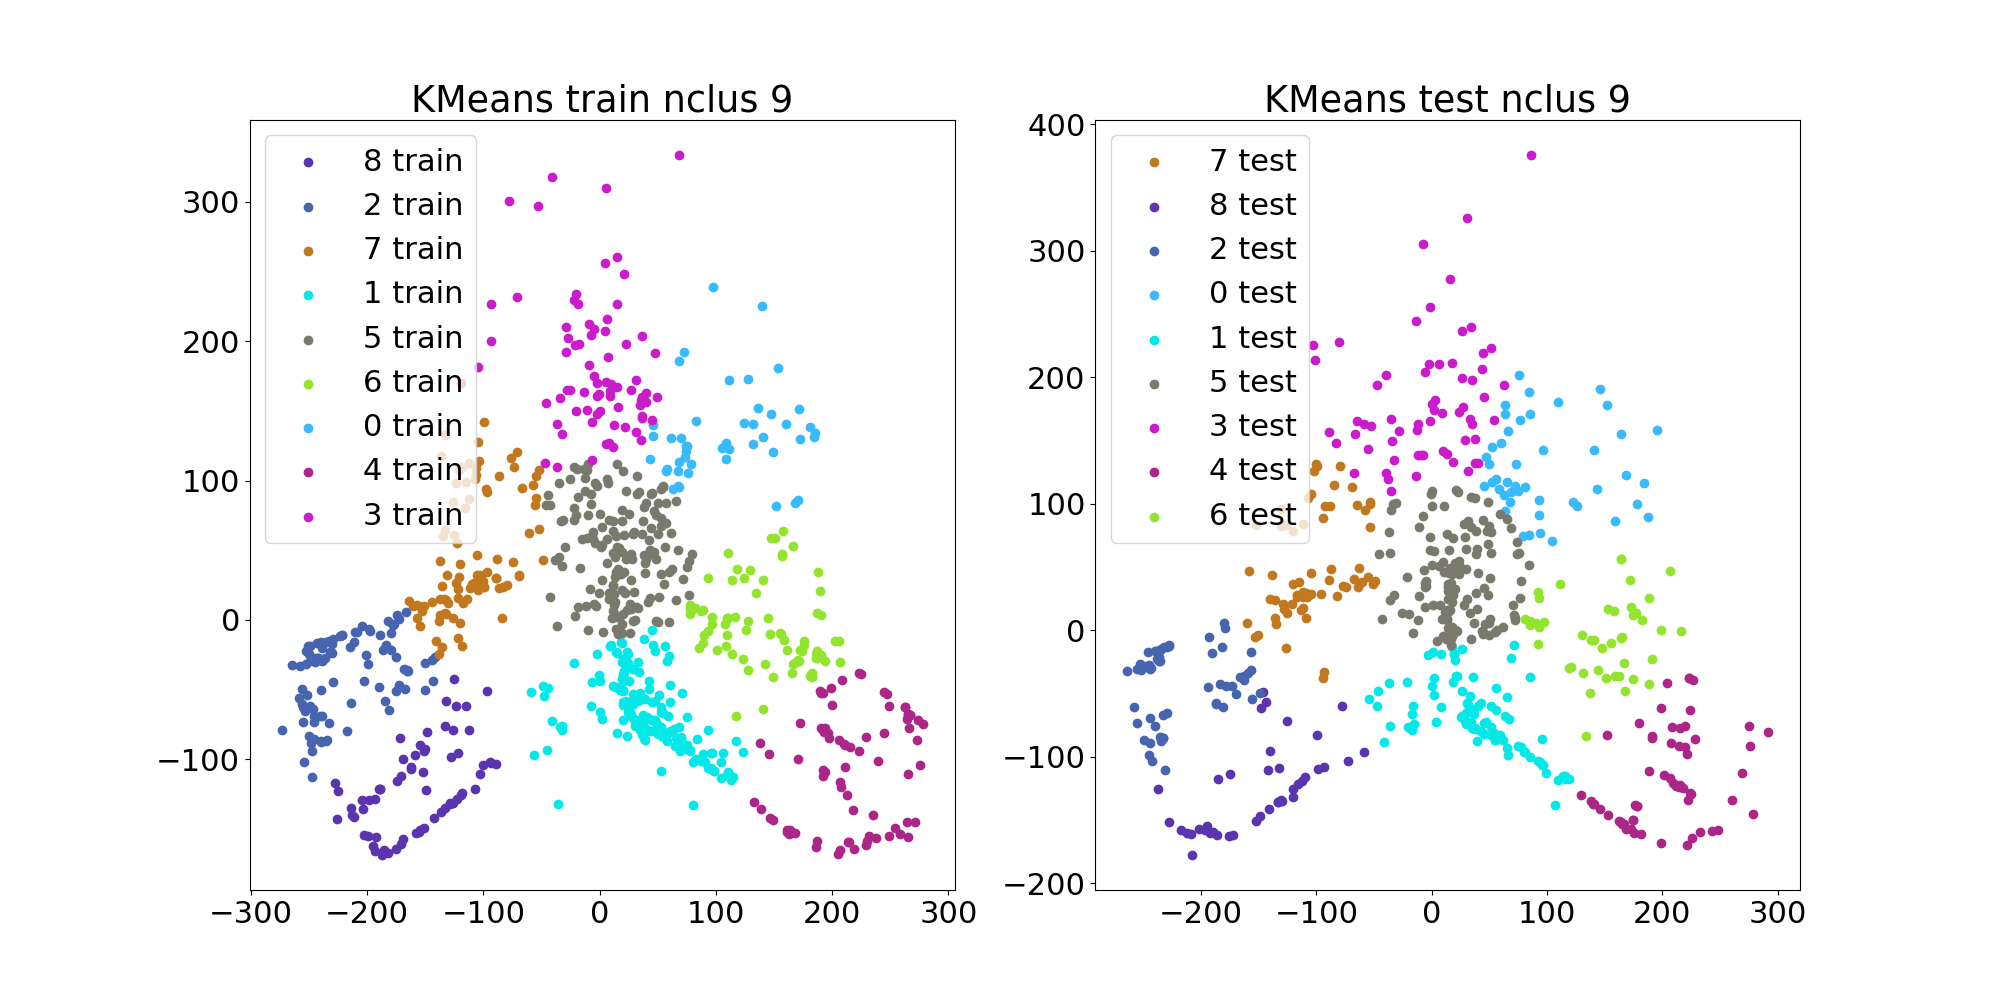 KMeans train nclus 9
8 train
2 train
7 train
1 train
5 train
6 train
0 train
4 train
3 train
300
200
100
0
−100
−300
−200
−100
0
100
200
300
KMeans test nclus 9
7 test
8 test
2 test
0 test
1 test
5 test
3 test
4 test
6 test
400
300
200
100
0
−100
−200
−200
−100
0
100
200
300